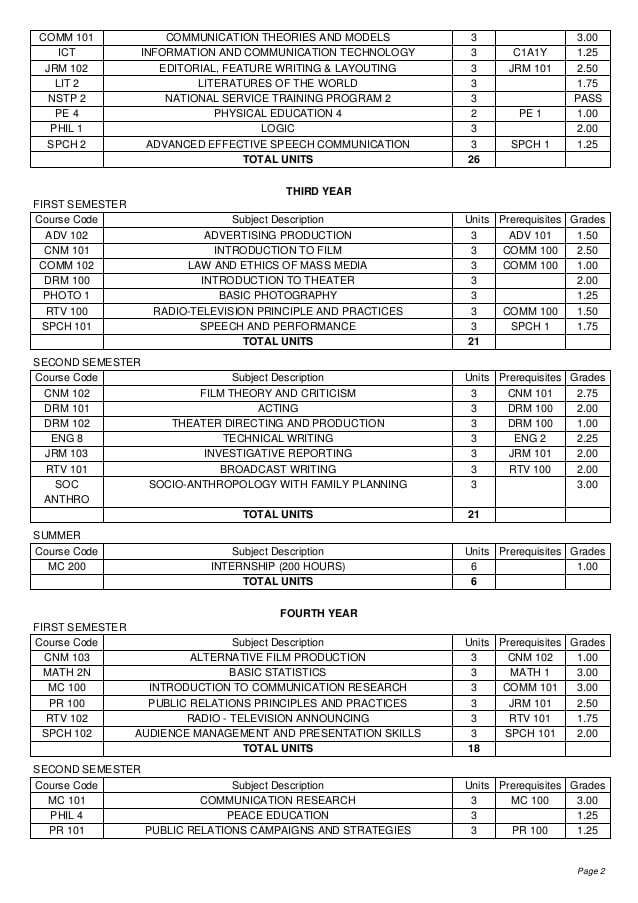 COMM 101 COMMUNICATION THEORIES AND MODELS 3 3.00
ICT INFORMATION AND COMMUNICATION TECHNOLOGY 3 C1A1Y 1.25
JRM 102 EDITORIAL, FEATURE WRITING & LAYOUTING 3 JRM 101 2.50
LIT 2 LITERATURES OF THE WORLD 3 1.75
NSTP 2 NATIONAL SERVICE TRAINING PROGRAM 2 3 PASS
PE 4 PHYSICAL EDUCATION 4 2 PE 1 1.00
PHIL 1 LOGIC 3 2.00
SPCH 2 ADVANCED EFFECTIVE SPEECH COMMUNICATION 3 SPCH 1 1.25
TOTAL UNITS 26
THIRD YEAR
FIRST SEMESTER
Course Code Subject Description Units Prerequisites Grades
ADV 102 ADVERTISING PRODUCTION 3 ADV 101 1.50
CNM 101 INTRODUCTION TO FILM 3 COMM 100 2.50
COMM 102 LAW AND ETHICS OF MASS MEDIA 3 COMM 100 1.00
DRM 100 INTRODUCTION TO THEATER 3 2.00
PHOTO 1 BASIC PHOTOGRAPHY 3 1.25
RTV 100 RADIO-TELEVISION PRINCIPLE AND PRACTICES 3 COMM 100 1.50
SPCH 101 SPEECH AND PERFORMANCE 3 SPCH 1 1.75
TOTAL UNITS 21
SECOND SEMESTER
Course Code Subject Description Units Prerequisites Grades
CNM 102 FILM THEORY AND CRITICISM 3 CNM 101 2.75
DRM 101 ACTING 3 DRM 100 2.00
DRM 102 THEATER DIRECTING AND PRODUCTION 3 DRM 100 1.00
ENG 8 TECHNICAL WRITING 3 ENG 2 2.25
JRM 103 INVESTIGATIVE REPORTING 3 JRM 101 2.00
RTV 101 BROADCAST WRITING 3 RTV 100 2.00
SOC SOCIO-ANTHROPOLOGY WITH FAMILY PLANNING 3 3.00
ANTHRO
TOTAL UNITS 21
SUMMER
Course Code Subject Description Units Prerequisites Grades
MC 200 INTERNSHIP (200 HOURS) 6 1.00
TOTAL UNITS 6
FOURTH YEAR
FIRST SEMESTER
Course Code Subject Description Units Prerequisites Grades
CNM 103 ALTERNATIVE FILM PRODUCTION 3 CNM 102 1.00
MATH 2N BASIC STATISTICS 3 MATH 1 3.00
MC 100 INTRODUCTION TO COMMUNICATION RESEARCH 3 COMM 101 3.00
PR 100 PUBLIC RELATIONS PRINCIPLES AND PRACTICES 3 JRM 101 2.50
RTV 102 RADIO - TELEVISION ANNOUNCING 3 RTV 101 1.75
SPCH 102 AUDIENCE MANAGEMENT AND PRESENTATION SKILLS 3 SPCH 101 2.00
TOTAL UNITS 18
SECOND SEMESTER
Course Code Subject Description Units Prerequisites Grades
MC 101 COMMUNICATION RESEARCH 3 MC 100 3.00
PHIL 4 PEACE EDUCATION 3 1.25
PR 101 PUBLIC RELATIONS CAMPAIGNS AND STRATEGIES 3 PR 100 1.25
Page 2